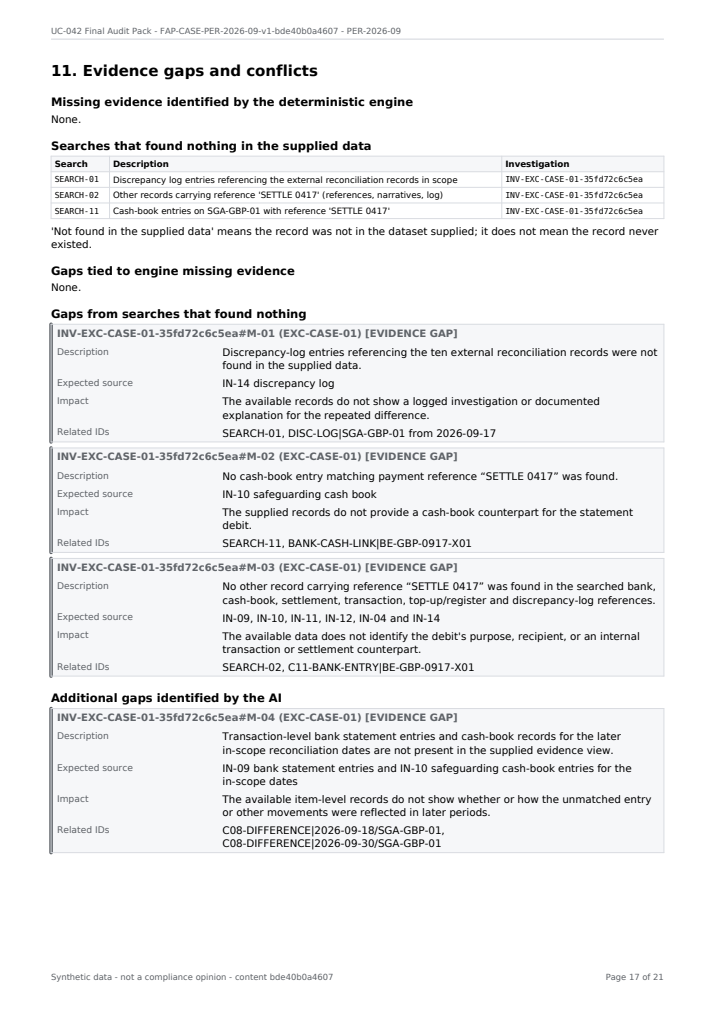 UC-042 Final Audit Pack - FAP-CASE-PER-2026-09-v1-bde40b0a4607 - PER-2026-09
11. Evidence gaps and conflicts
Missing evidence identified by the deterministic engine
None.
Searches that found nothing in the supplied data
Search Description Investigation
SEARCH-01 Discrepancy log entries referencing the external reconciliation records in scope INV-EXC-CASE-01-35fd72c6c5ea
SEARCH-02 Other records carrying reference 'SETTLE 0417' (references, narratives, log) INV-EXC-CASE-01-35fd72c6c5ea
SEARCH-11 Cash-book entries on SGA-GBP-01 with reference 'SETTLE 0417' INV-EXC-CASE-01-35fd72c6c5ea
'Not found in the supplied data' means the record was not in the dataset supplied; it does not mean the record never
existed.
Gaps tied to engine missing evidence
None.
Gaps from searches that found nothing
INV-EXC-CASE-01-35fd72c6c5ea#M-01 (EXC-CASE-01) [EVIDENCE GAP]
Description Discrepancy-log entries referencing the ten external reconciliation records were not
found in the supplied data.
Expected source IN-14 discrepancy log
Impact The available records do not show a logged investigation or documented
explanation for the repeated difference.
Related IDs SEARCH-01, DISC-LOG|SGA-GBP-01 from 2026-09-17
INV-EXC-CASE-01-35fd72c6c5ea#M-02 (EXC-CASE-01) [EVIDENCE GAP]
Description No cash-book entry matching payment reference “SETTLE 0417” was found.
Expected source IN-10 safeguarding cash book
Impact The supplied records do not provide a cash-book counterpart for the statement
debit.
Related IDs SEARCH-11, BANK-CASH-LINK|BE-GBP-0917-X01
INV-EXC-CASE-01-35fd72c6c5ea#M-03 (EXC-CASE-01) [EVIDENCE GAP]
Description No other record carrying reference “SETTLE 0417” was found in the searched bank,
cash-book, settlement, transaction, top-up/register and discrepancy-log references.
Expected source IN-09, IN-10, IN-11, IN-12, IN-04 and IN-14
Impact The available data does not identify the debit's purpose, recipient, or an internal
transaction or settlement counterpart.
Related IDs SEARCH-02, C11-BANK-ENTRY|BE-GBP-0917-X01
Additional gaps identified by the AI
INV-EXC-CASE-01-35fd72c6c5ea#M-04 (EXC-CASE-01) [EVIDENCE GAP]
Description Transaction-level bank statement entries and cash-book records for the later
in-scope reconciliation dates are not present in the supplied evidence view.
Expected source IN-09 bank statement entries and IN-10 safeguarding cash-book entries for the
in-scope dates
Impact The available item-level records do not show whether or how the unmatched entry
or other movements were reflected in later periods.
Related IDs C08-DIFFERENCE|2026-09-18/SGA-GBP-01,
C08-DIFFERENCE|2026-09-30/SGA-GBP-01
Synthetic data - not a compliance opinion - content bde40b0a4607 Page 17 of 21